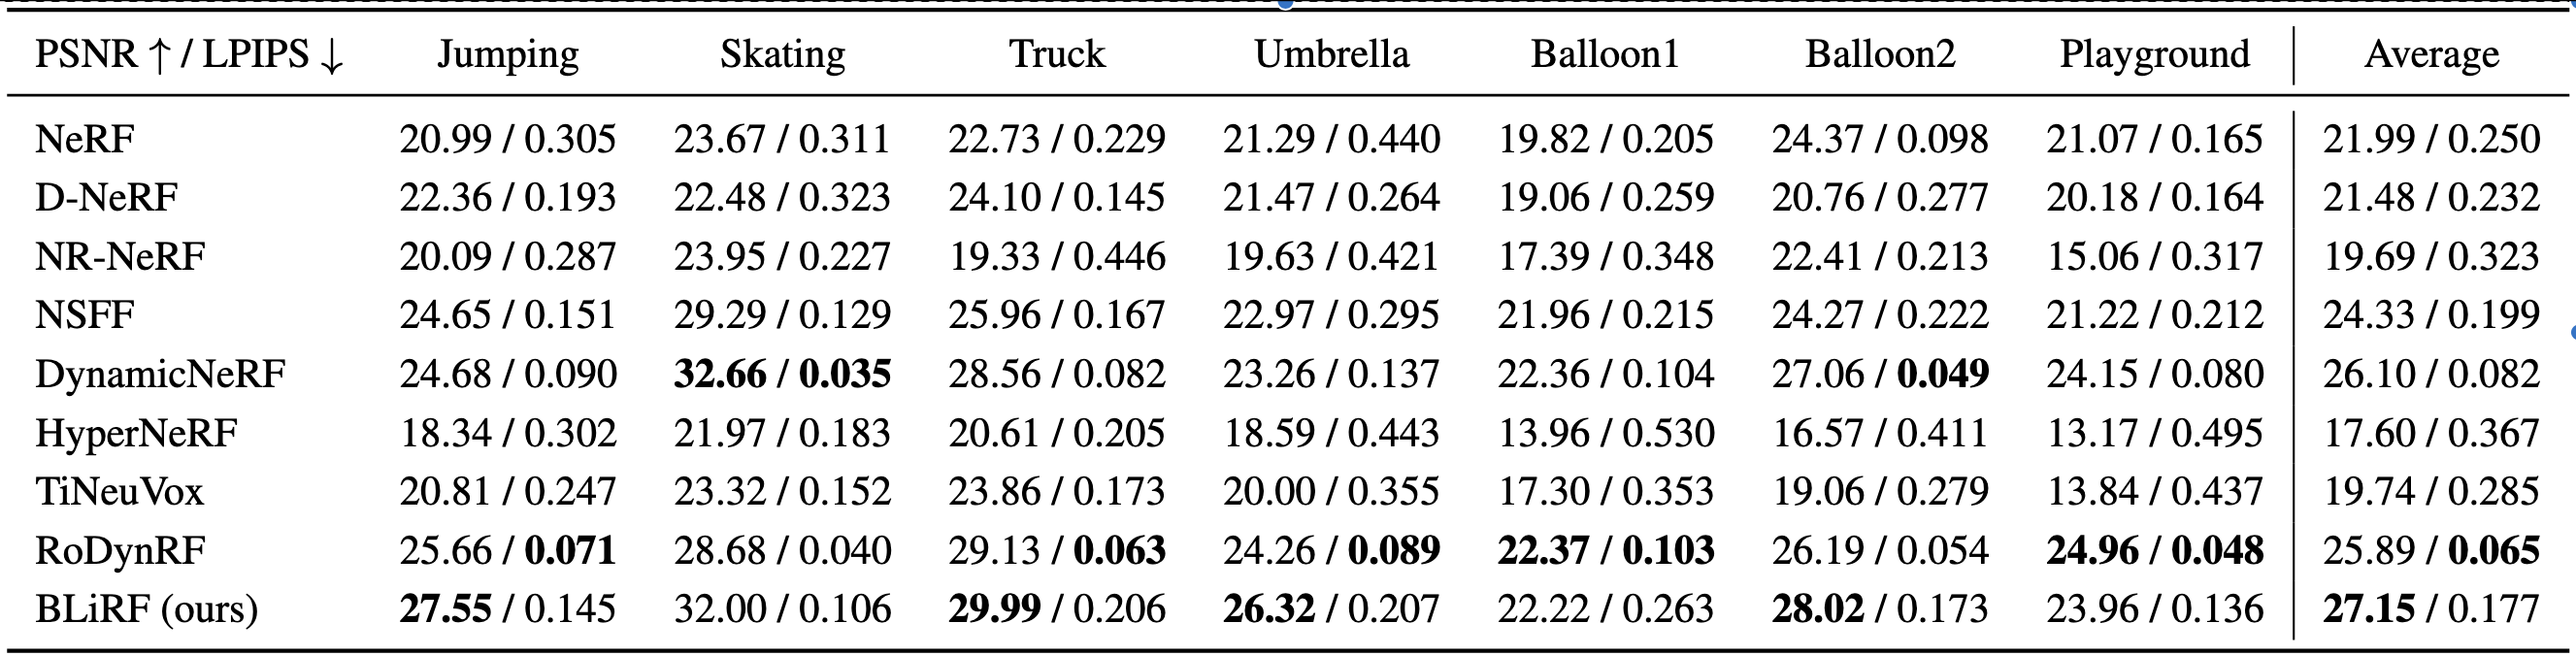 PSNR ↑ / LPIPS ↓ Jumping Skating Truck Umbrella Balloon1 Balloon2 Playground Average
NeRF 20.99 / 0.305 23.67 / 0.311 22.73 / 0.229 21.29 / 0.440 19.82 / 0.205 24.37 / 0.098 21.07 / 0.165 21.99 / 0.250
D-NeRF 22.36 / 0.193 22.48 / 0.323 24.10 / 0.145 21.47 / 0.264 19.06 / 0.259 20.76 / 0.277 20.18 / 0.164 21.48 / 0.232
NR-NeRF 20.09 / 0.287 23.95 / 0.227 19.33 / 0.446 19.63 / 0.421 17.39 / 0.348 22.41 / 0.213 15.06 / 0.317 19.69 / 0.323
NSFF 24.65 / 0.151 29.29 / 0.129 25.96 / 0.167 22.97 / 0.295 21.96 / 0.215 24.27 / 0.222 21.22 / 0.212 24.33 / 0.199
DynamicNeRF 24.68 / 0.090 32.66 / 0.035 28.56 / 0.082 23.26 / 0.137 22.36 / 0.104 27.06 / 0.049 24.15 / 0.080 26.10 / 0.082
HyperNeRF 18.34 / 0.302 21.97 / 0.183 20.61 / 0.205 18.59 / 0.443 13.96 / 0.530 16.57 / 0.411 13.17 / 0.495 17.60 / 0.367
TiNeuVox 20.81 / 0.247 23.32 / 0.152 23.86 / 0.173 20.00 / 0.355 17.30 / 0.353 19.06 / 0.279 13.84 / 0.437 19.74 / 0.285
RoDynRF 25.66 / 0.071 28.68 / 0.040 29.13 / 0.063 24.26 / 0.089 22.37 / 0.103 26.19 / 0.054 24.96 / 0.048 25.89 / 0.065
BLiRF (ours) 27.55 / 0.145 32.00 / 0.106 29.99 / 0.206 26.32 / 0.207 22.22 / 0.263 28.02 / 0.173 23.96 / 0.136 27.15 / 0.177